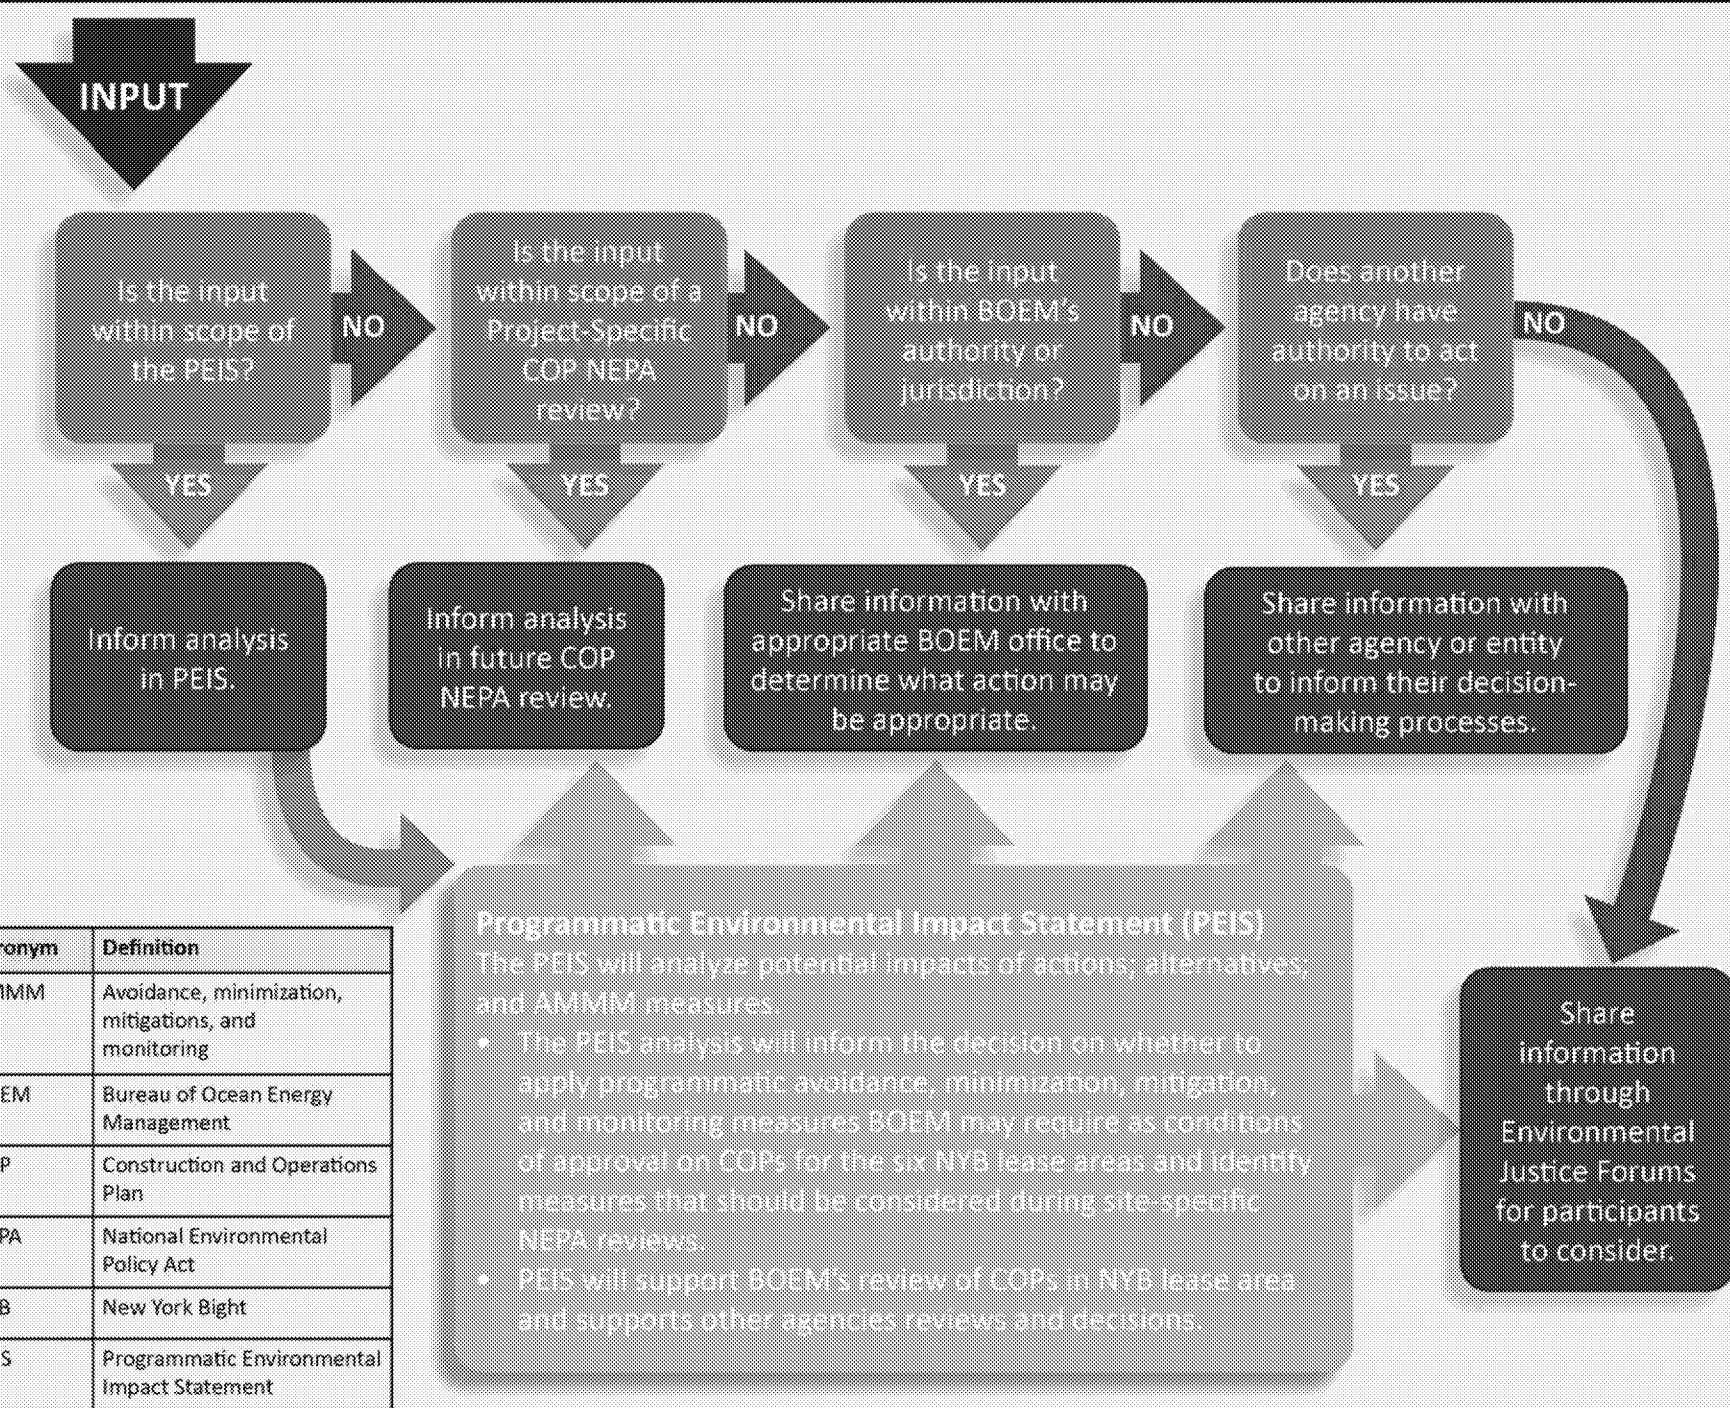 INPUT
Is the input
within scope of
the PEIS?
NO
Is the input
within scope of a
Project-Specific
COP NEPA
review?
NO
Is the input
within BOEM's
authority or
jurisdiction?
NO
Does another
agency have
authority to act
on an issue?
NO
YES
YES
YES
YES
Inform analysis
in PEIS.
Inform analysis
in future COP
NEPA review.
Share information with
appropriate BOEM office to
determine what action may
be appropriate.
Share information with
other agency or entity
to inform their decision-
making processes.
Programmatic Environmental Impact Statement (PEIS)
The PEIS will analyze potential impacts of actions, alternatives,
and AMMM measures.
• The PEIS analysis will inform the decision on whether to
apply programmatic avoidance, minimization, mitigation,
and monitoring measures BOEM may require as conditions
of approval on COPs for the six NYB lease areas and identify
measures that should be considered during site-specific
NEPA reviews.
• PEIS will support BOEM's review of COPs in NYB lease area
and supports other agencies reviews and decisions.
Share
information
through
Environmental
Justice Forums
for participants
to consider.
ronym Definition
MMM Avoidance, minimization,
mitigations, and
monitoring
EM Bureau of Ocean Energy
Management
P Construction and Operations
Plan
PA National Environmental
Policy Act
B New York Bight
S Programmatic Environmental
Impact Statement